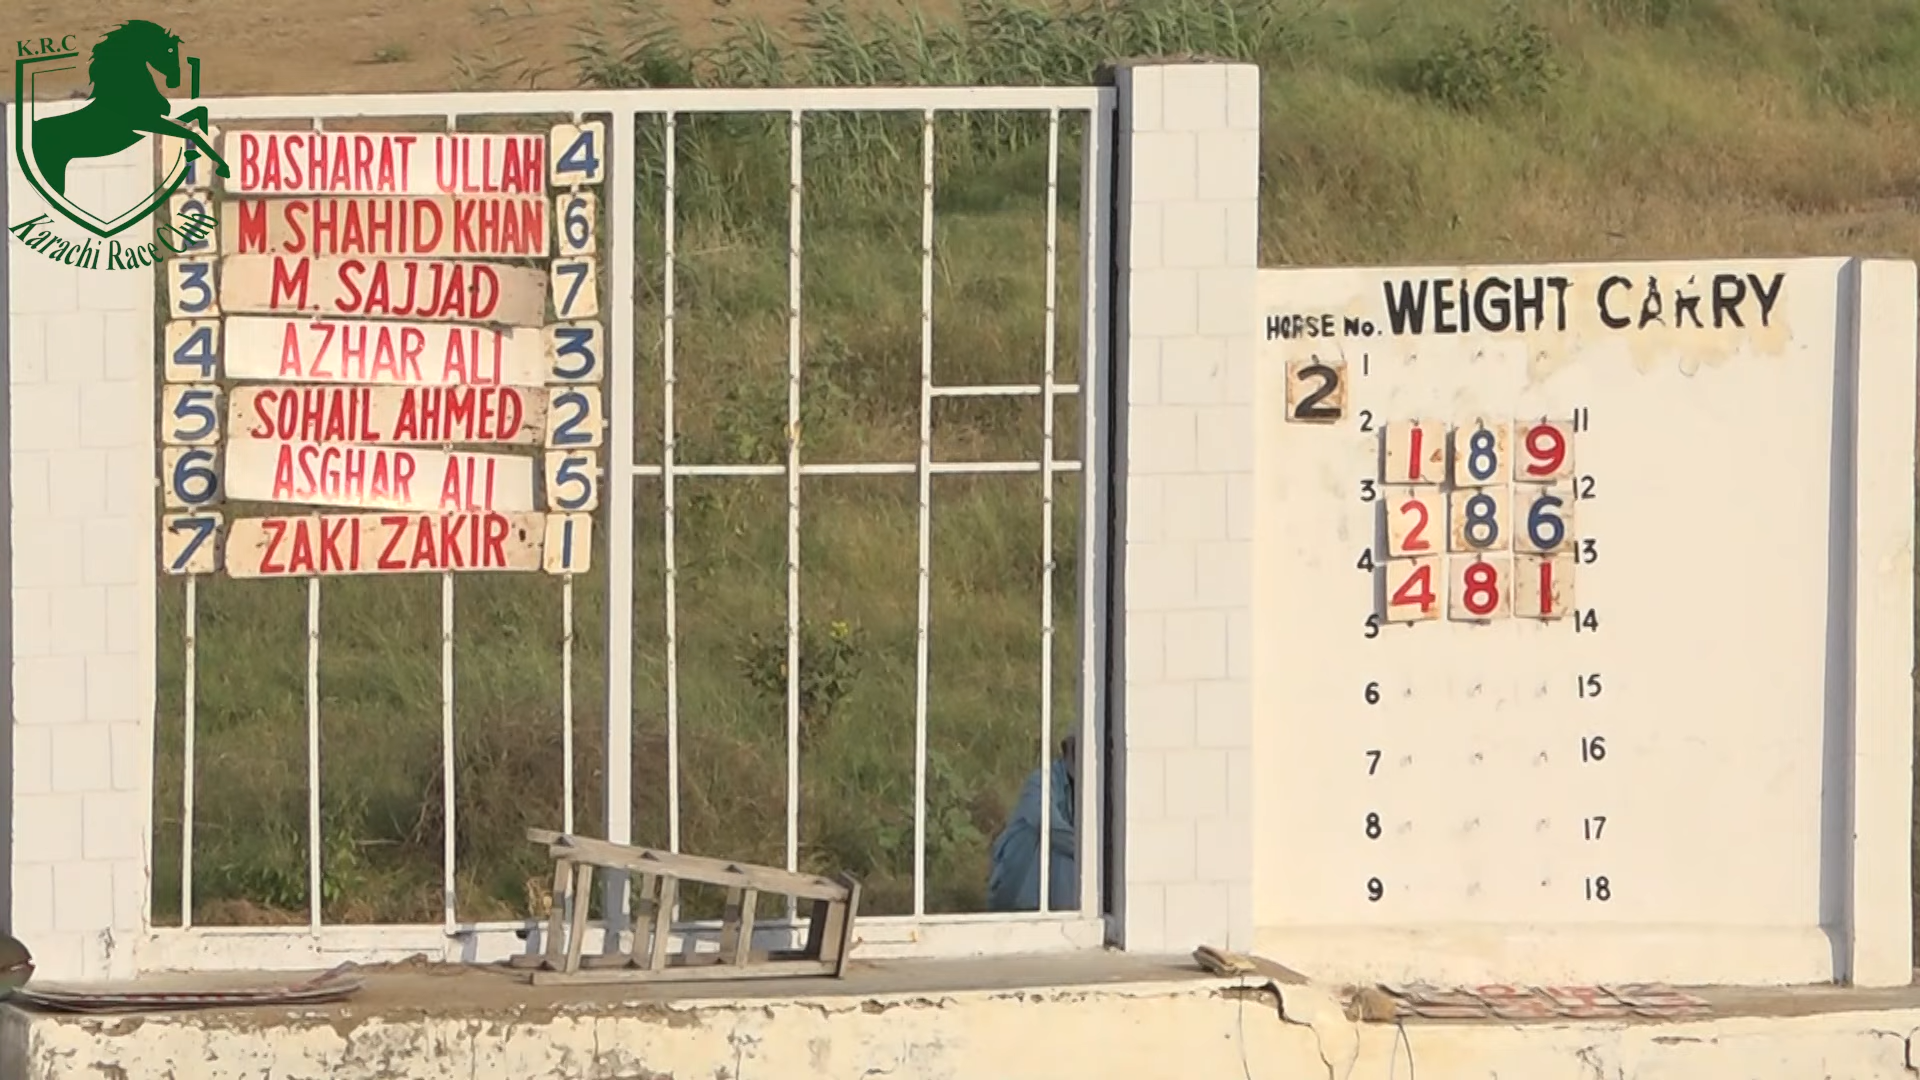 K.R.C
Karachi Race Club
1 BASHARAT ULLAH 4
2 M. SHAHID KHAN 6
3 M. SAJJAD 7
4 AZHAR ALI 3
5 SOHAIL AHMED 2
6 ASGHAR ALI 5
7 ZAKI ZAKIR 1
WEIGHT CARRY
HORSE No.
2 1
2 11
1 8 9
3 12
2 8 6
4 13
4 8 1
5 14
6 15
7 16
8 17
9 18